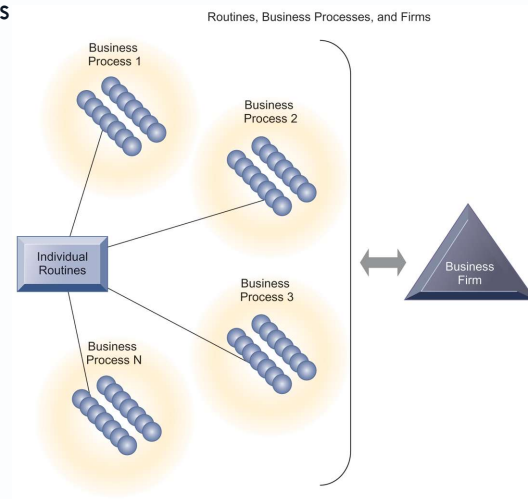 S
Routines, Business Processes, and Firms
Business
Process 1
Business
Process 2
Individual
Routines
Business
Firm
Business
Process 3
Business
Process N